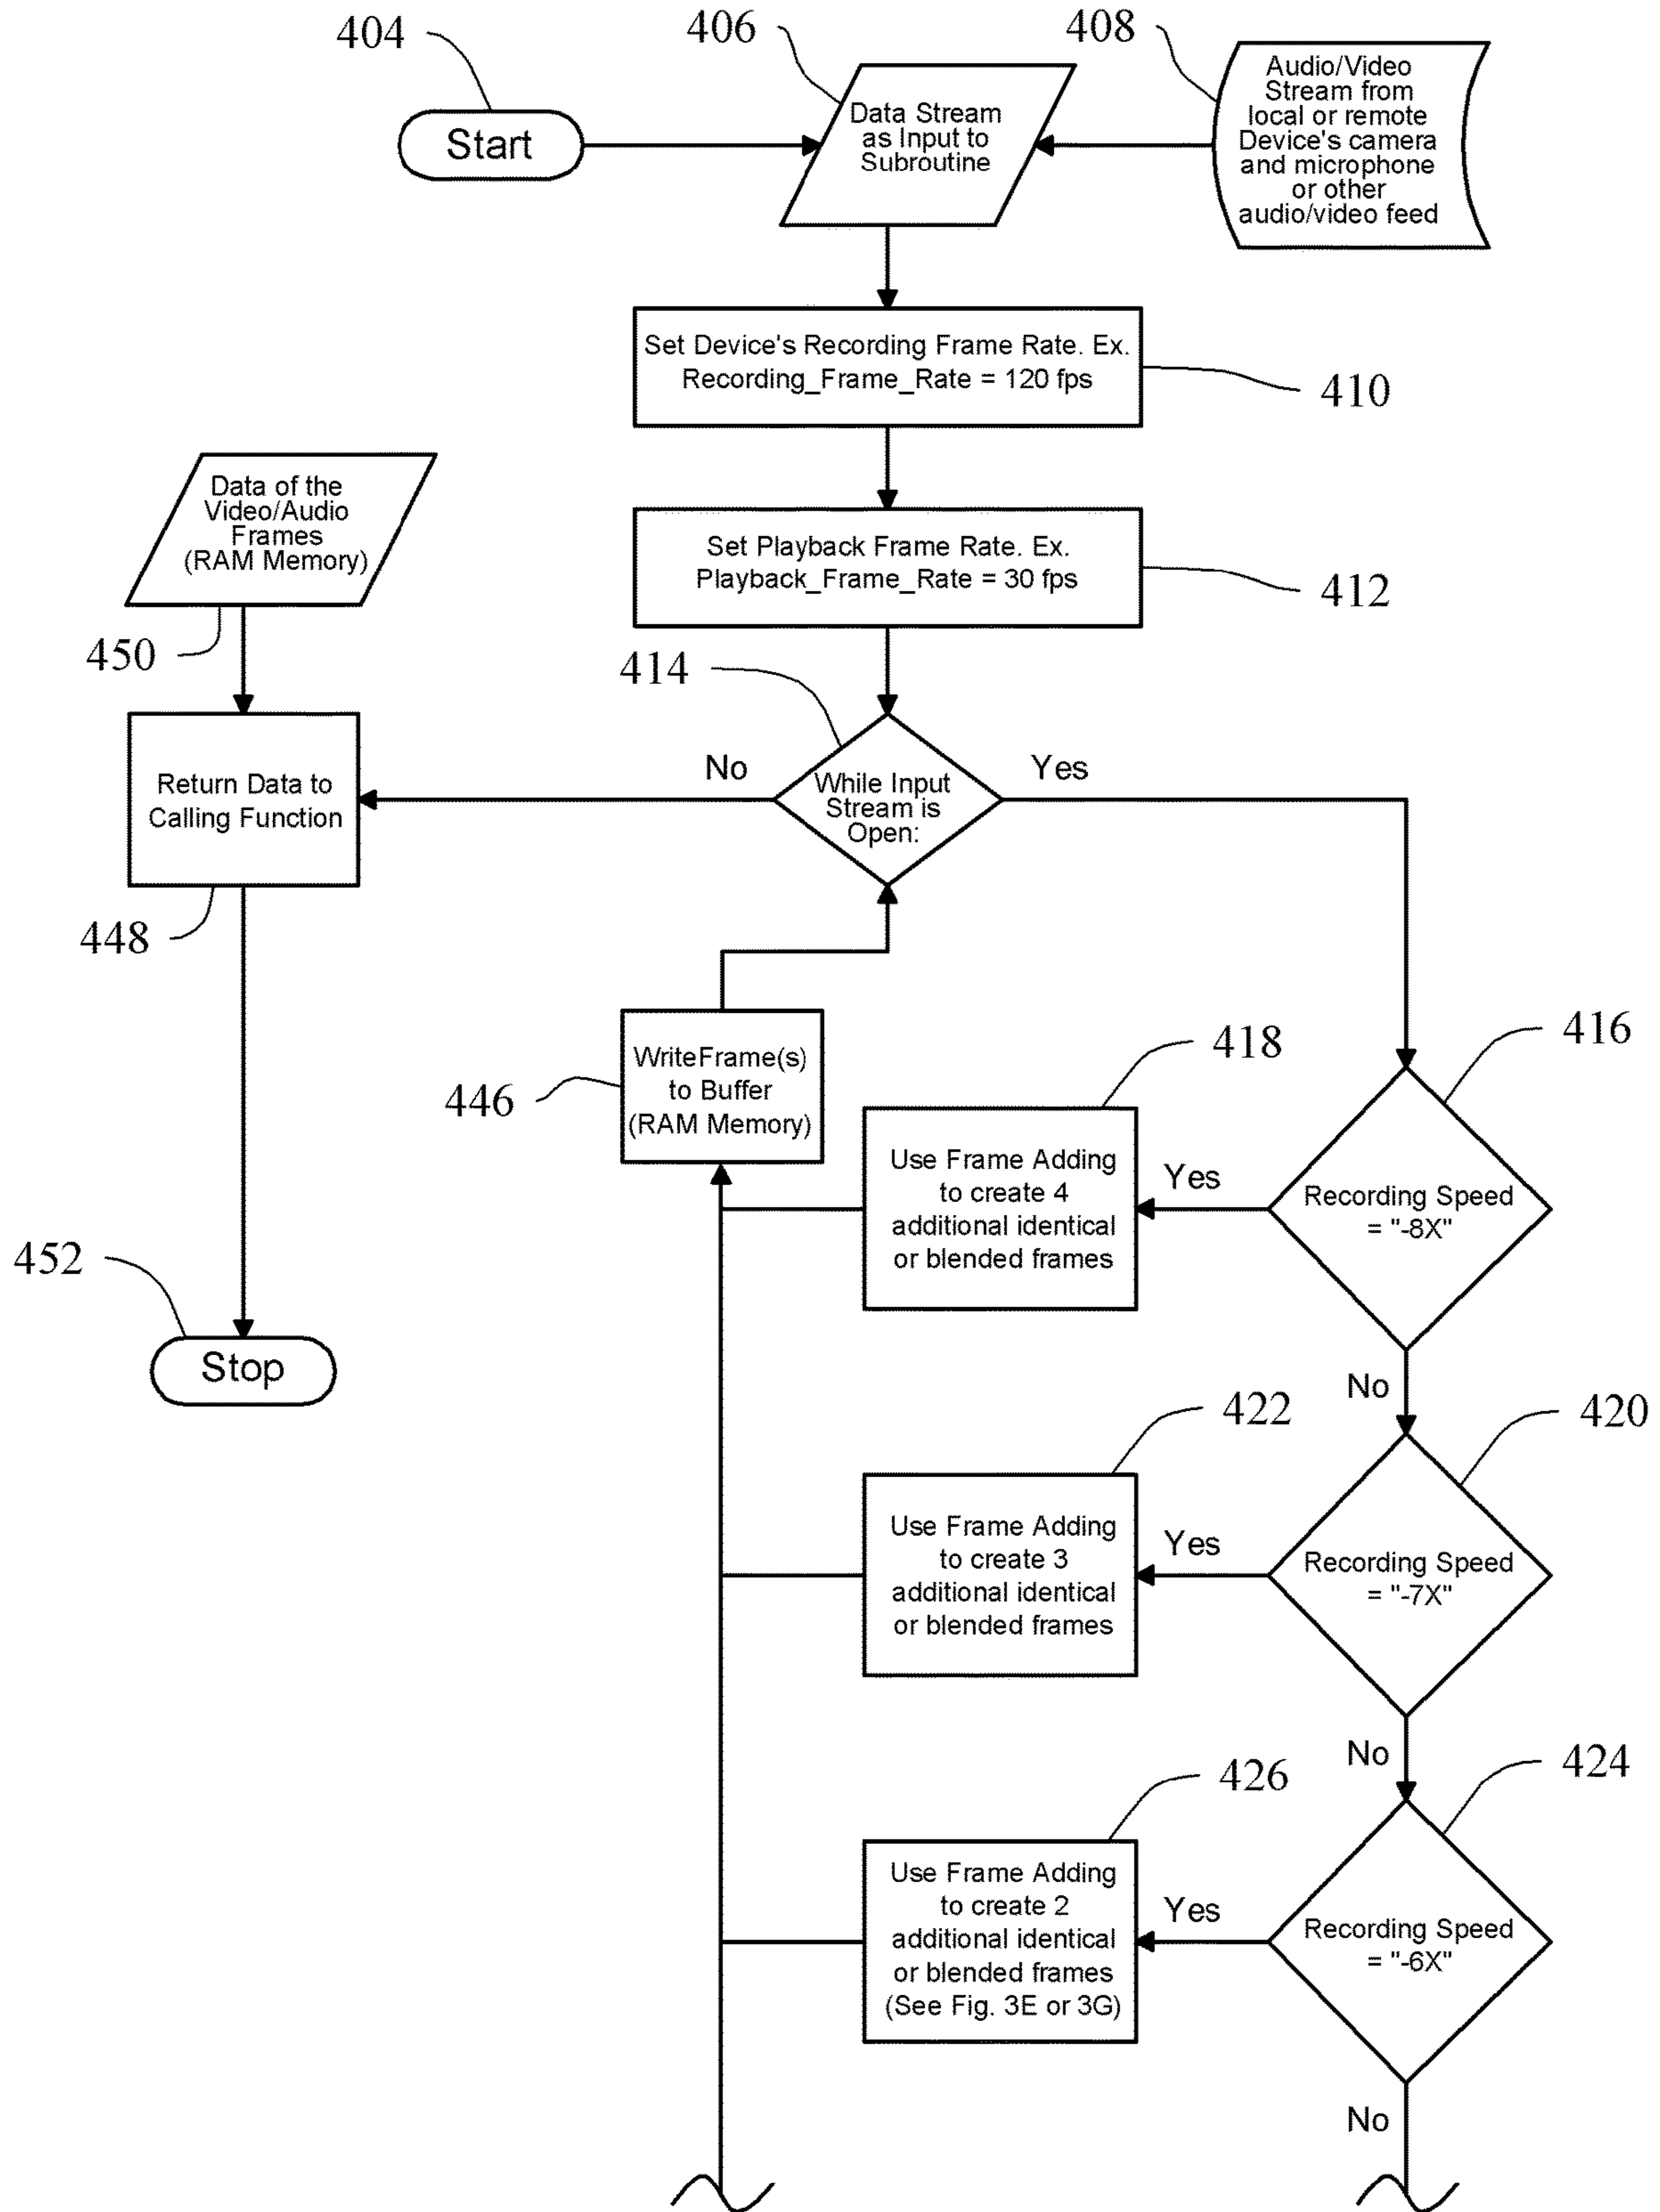 404
406
408
Start
Data Stream
as Input to
Subroutine
Audio/Video
Stream from
local or remote
Device's camera
and microphone
or other
audio/video feed
Set Device's Recording Frame Rate. Ex.
Recording_Frame_Rate = 120 fps
410
Data of the
Video/Audio
Frames
(RAM Memory)
450
Set Playback Frame Rate. Ex.
Playback_Frame_Rate = 30 fps
412
414
No
Yes
While Input
Stream is
Open:
Return Data to
Calling Function
448
WriteFrame(s)
to Buffer
(RAM Memory)
446
418
416
Use Frame Adding
to create 4
additional identical
or blended frames
Yes
Recording Speed
= "-8X"
452
Stop
No
422
420
Use Frame Adding
to create 3
additional identical
or blended frames
Yes
Recording Speed
= "-7X"
No
426
424
Use Frame Adding
to create 2
additional identical
or blended frames
(See Fig. 3E or 3G)
Yes
Recording Speed
= "-6X"
No